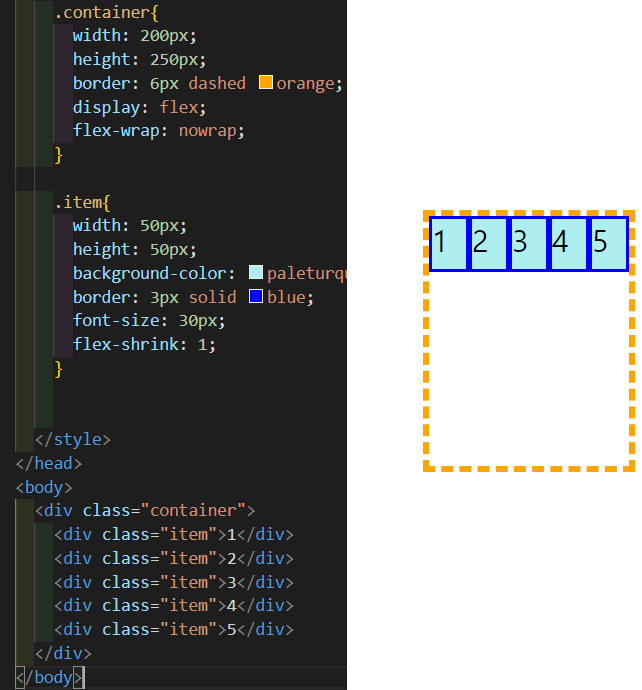 .container{
width: 200px;
height: 250px;
border: 6px dashed orange;
display: flex;
flex-wrap: nowrap;
}
.item{
width: 50px;
height: 50px;
background-color: paleturqu
border: 3px solid blue;
font-size: 30px;
flex-shrink: 1;
}
</style>
</head>
<body>
<div class="container">
<div class="item">1</div>
<div class="item">2</div>
<div class="item">3</div>
<div class="item">4</div>
<div class="item">5</div>
</div>
</body>
1 2 3 4 5